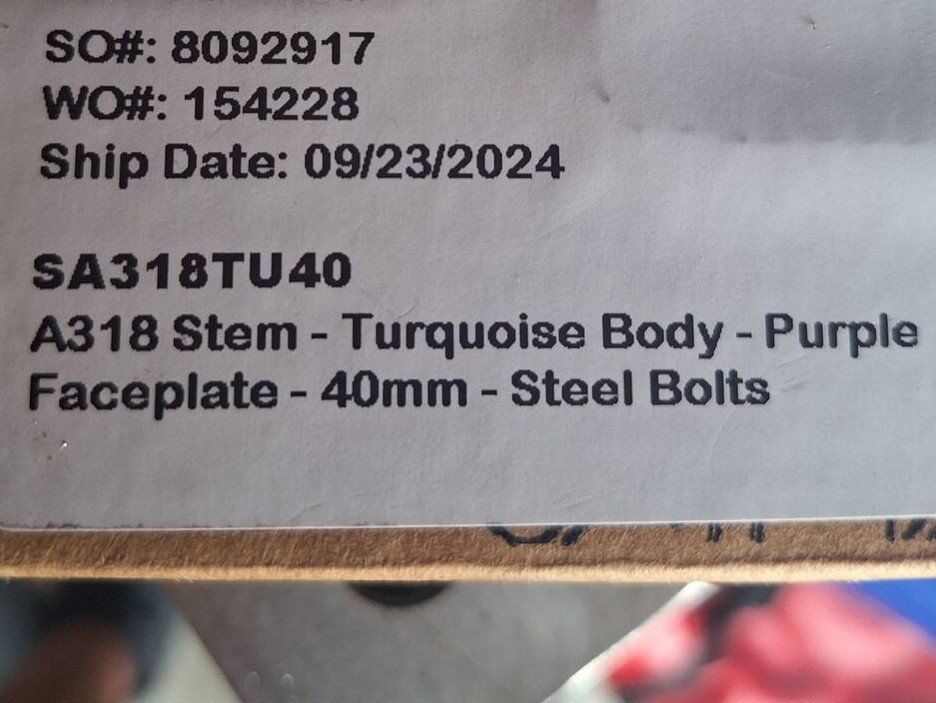 SO#: 8092917
WO#: 154228
Ship Date: 09/23/2024
SA318TU40
A318 Stem - Turquoise Body - Purple
Faceplate - 40mm - Steel Bolts